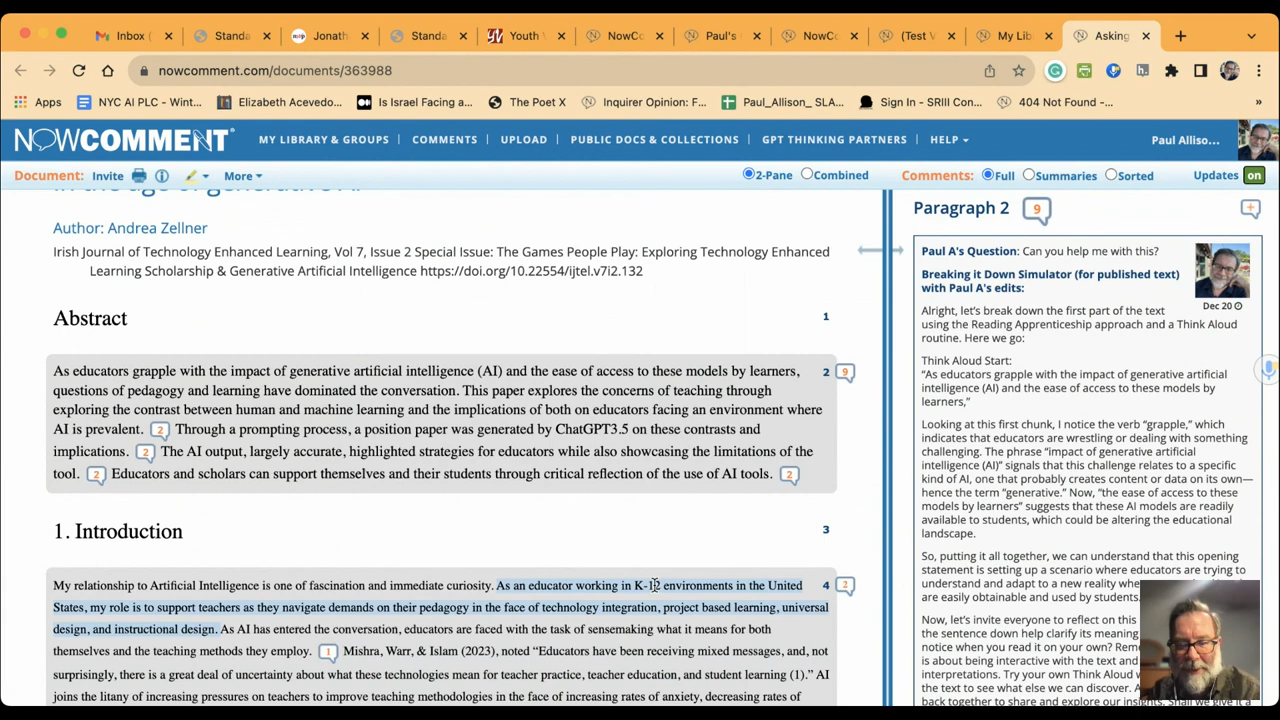 Inbox (
Standa
Jonath
Standa
Youth
NowCo
Paul's
NowCo
(Test
My Lib
Asking
nowcomment.com/documents/363988
Apps
NYC AI PLC - Wint...
Elizabeth Acevedo...
Is Israel Facing a...
The Poet X
Inquirer Opinion: F...
Paul_Allison_ SLA...
Sign In - SRIII Con...
404 Not Found -...
»
NOWCOMMENT®
MY LIBRARY & GROUPS
COMMENTS
UPLOAD
PUBLIC DOCS & COLLECTIONS
GPT THINKING PARTNERS
HELP
Paul Alliso...
Document:
Invite
More
2-Pane
Combined
Comments:
Full
Summaries
Sorted
Updates
on
in the age of generative AI
Author: Andrea Zellner
Irish Journal of Technology Enhanced Learning, Vol 7, Issue 2 Special Issue: The Games People Play: Exploring Technology Enhanced
Learning Scholarship & Generative Artificial Intelligence https://doi.org/10.22554/ijtel.v7i2.132
Abstract 1
As educators grapple with the impact of generative artificial intelligence (AI) and the ease of access to these models by learners, 2 9
questions of pedagogy and learning have dominated the conversation. This paper explores the concerns of teaching through
exploring the contrast between human and machine learning and the implications of both on educators facing an environment where
AI is prevalent. 2 Through a prompting process, a position paper was generated by ChatGPT3.5 on these contrasts and
implications. 2 The AI output, largely accurate, highlighted strategies for educators while also showcasing the limitations of the
tool. 2 Educators and scholars can support themselves and their students through critical reflection of the use of AI tools. 2
1. Introduction 3
My relationship to Artificial Intelligence is one of fascination and immediate curiosity. As an educator working in K-12 environments in the United 4 2
States, my role is to support teachers as they navigate demands on their pedagogy in the face of technology integration, project based learning, universal
design, and instructional design. As AI has entered the conversation, educators are faced with the task of sensemaking what it means for both
themselves and the teaching methods they employ. 1 Mishra, Warr, & Islam (2023), noted “Educators have been receiving mixed messages, and, not
surprisingly, there is a great deal of uncertainty about what these technologies mean for teacher practice, teacher education, and student learning (1).” AI
joins the litany of increasing pressures on teachers to improve teaching methodologies in the face of increasing rates of anxiety, decreasing rates of
Paragraph 2 9
Paul A's Question: Can you help me with this?
Breaking it Down Simulator (for published text)
with Paul A's edits:
Dec 20
Alright, let’s break down the first part of the text
using the Reading Apprenticeship approach and a Think Aloud
routine. Here we go:
Think Aloud Start:
“As educators grapple with the impact of generative artificial
intelligence (AI) and the ease of access to these models by
learners,”
Looking at this first chunk, I notice the verb “grapple,” which
indicates that educators are wrestling or dealing with something
challenging. The phrase “impact of generative artificial
intelligence (AI)” signals that this challenge relates to a specific
kind of AI, one that probably creates content or data on its own—
hence the term “generative.” Now, “the ease of access to these
models by learners” suggests that these AI models are readily
available to students, which could be altering the educational
landscape.
So, putting it all together, we can understand that this opening
statement is setting up a scenario where educators are trying to
understand and adapt to a new reality
are easily obtainable and used by students.
Now, let’s invite everyone to reflect on this
the sentence down help clarify its meaning
notice when you read it on your own?
is about being interactive with the text and
interpretations. Try your own Think Aloud
the text to see what else we can discover.
back together to share and explore our insights.